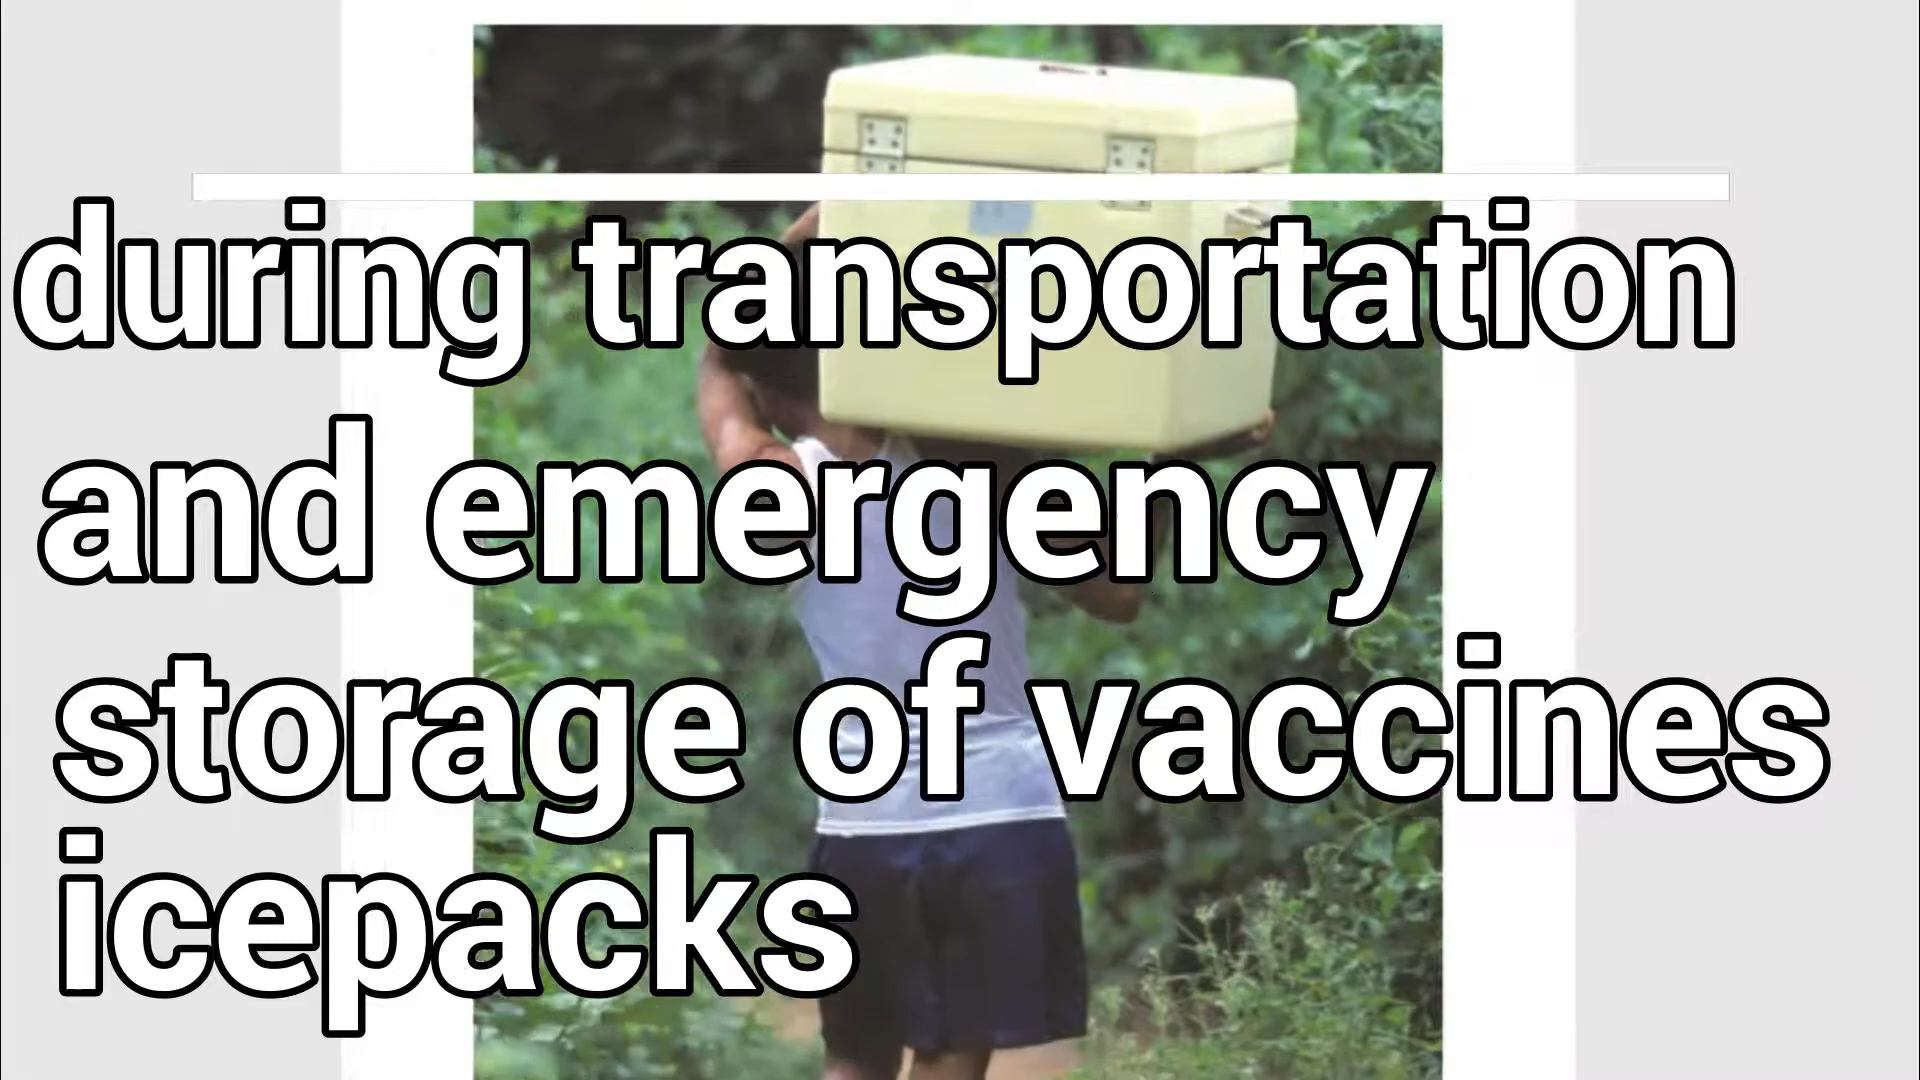 during transportation
and emergency
storage of vaccines
icepacks